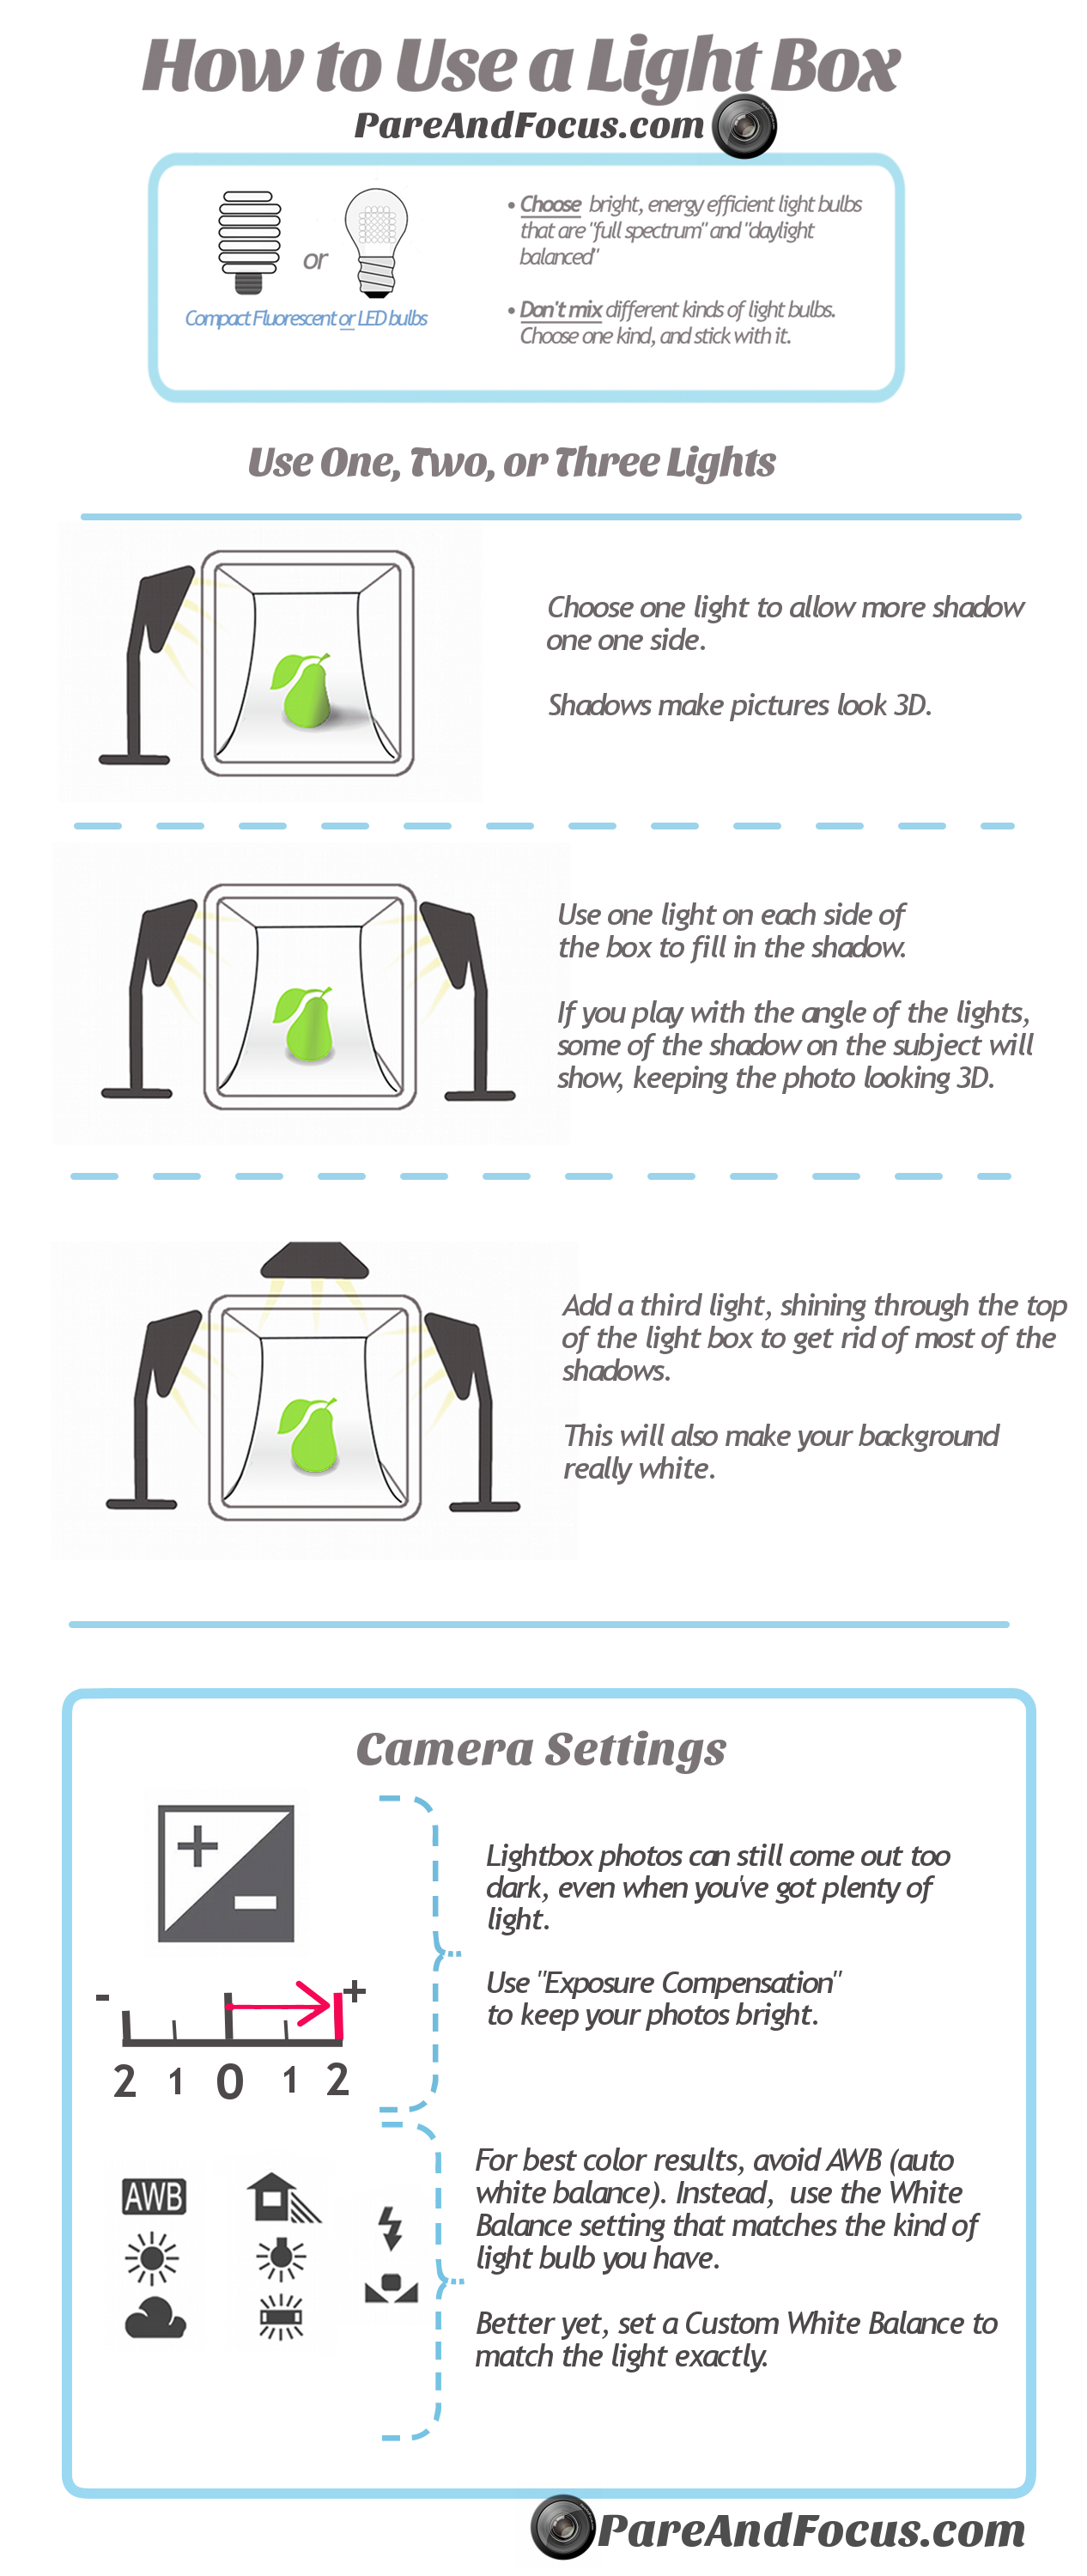 How to Use a Light Box
PareAndFocus.com
• Choose bright, energy efficient light bulbs
that are "full spectrum" and "daylight
balanced"
or
Compact Fluorescent or LED bulbs
• Don't mix different kinds of light bulbs.
Choose one kind, and stick with it.
Use One, Two, or Three Lights
Choose one light to allow more shadow
one one side.
Shadows make pictures look 3D.
Use one light on each side of
the box to fill in the shadow.
If you play with the angle of the lights,
some of the shadow on the subject will
show, keeping the photo looking 3D.
Add a third light, shining through the top
of the light box to get rid of most of the
shadows.
This will also make your background
really white.
Camera Settings
+
-
Lightbox photos can still come out too
dark, even when you've got plenty of
light.
Use "Exposure Compensation"
to keep your photos bright.
- +
2 1 0 1 2
AWB
For best color results, avoid AWB (auto
white balance). Instead, use the White
Balance setting that matches the kind of
light bulb you have.
Better yet, set a Custom White Balance to
match the light exactly.
PareAndFocus.com